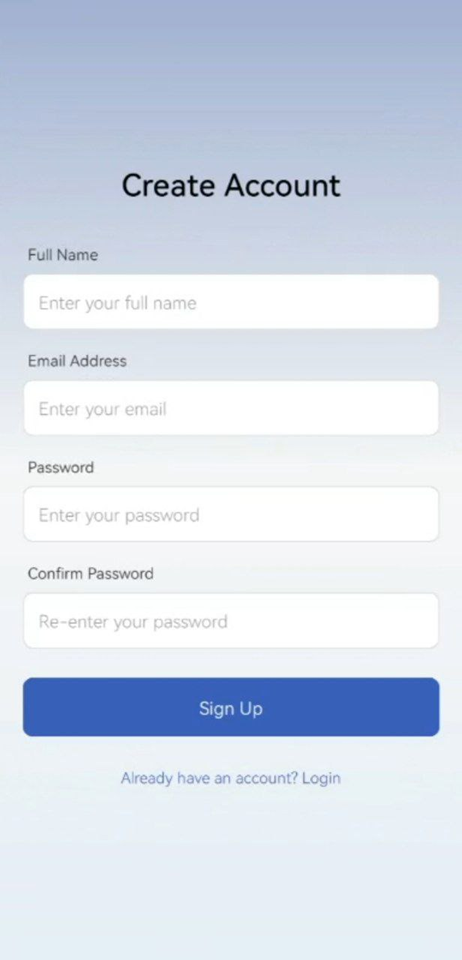 Create Account
Full Name
Enter your full name
Email Address
Enter your email
Password
Enter your password
Confirm Password
Re-enter your password
Sign Up
Already have an account? Login